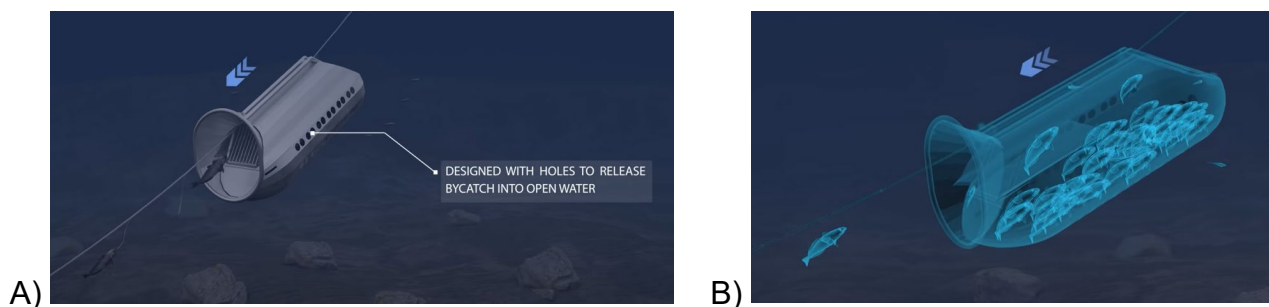 DESIGNED WITH HOLES TO RELEASE
BYCATCH INTO OPEN WATER
A)
B)